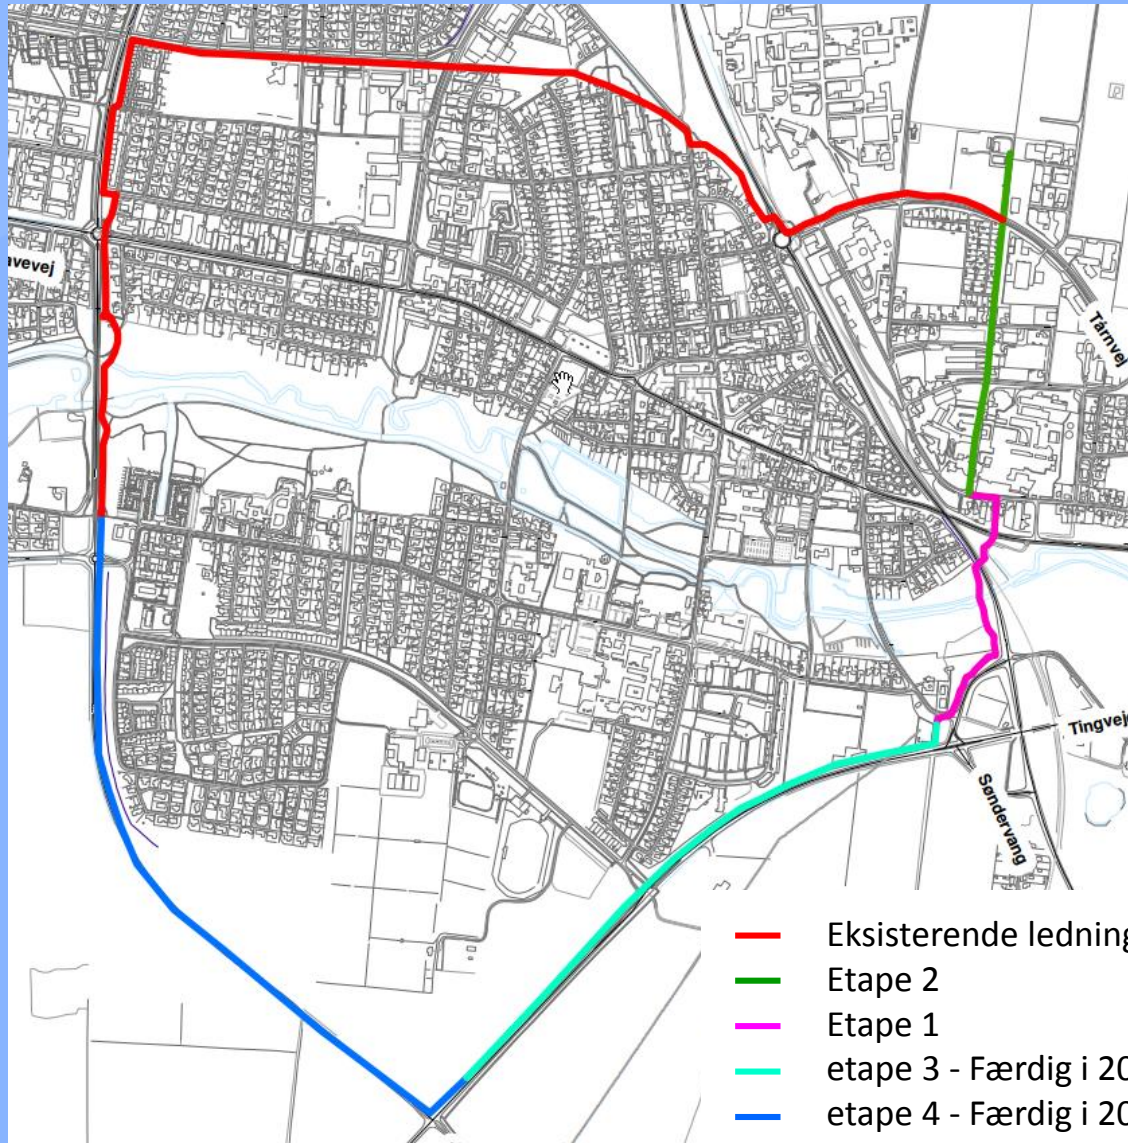 avevej
Tårnvej
Tingvej
Søndervang
Eksisterende ledning
Etape 2
Etape 1
etape 3 - Færdig i 20
etape 4 - Færdig i 20